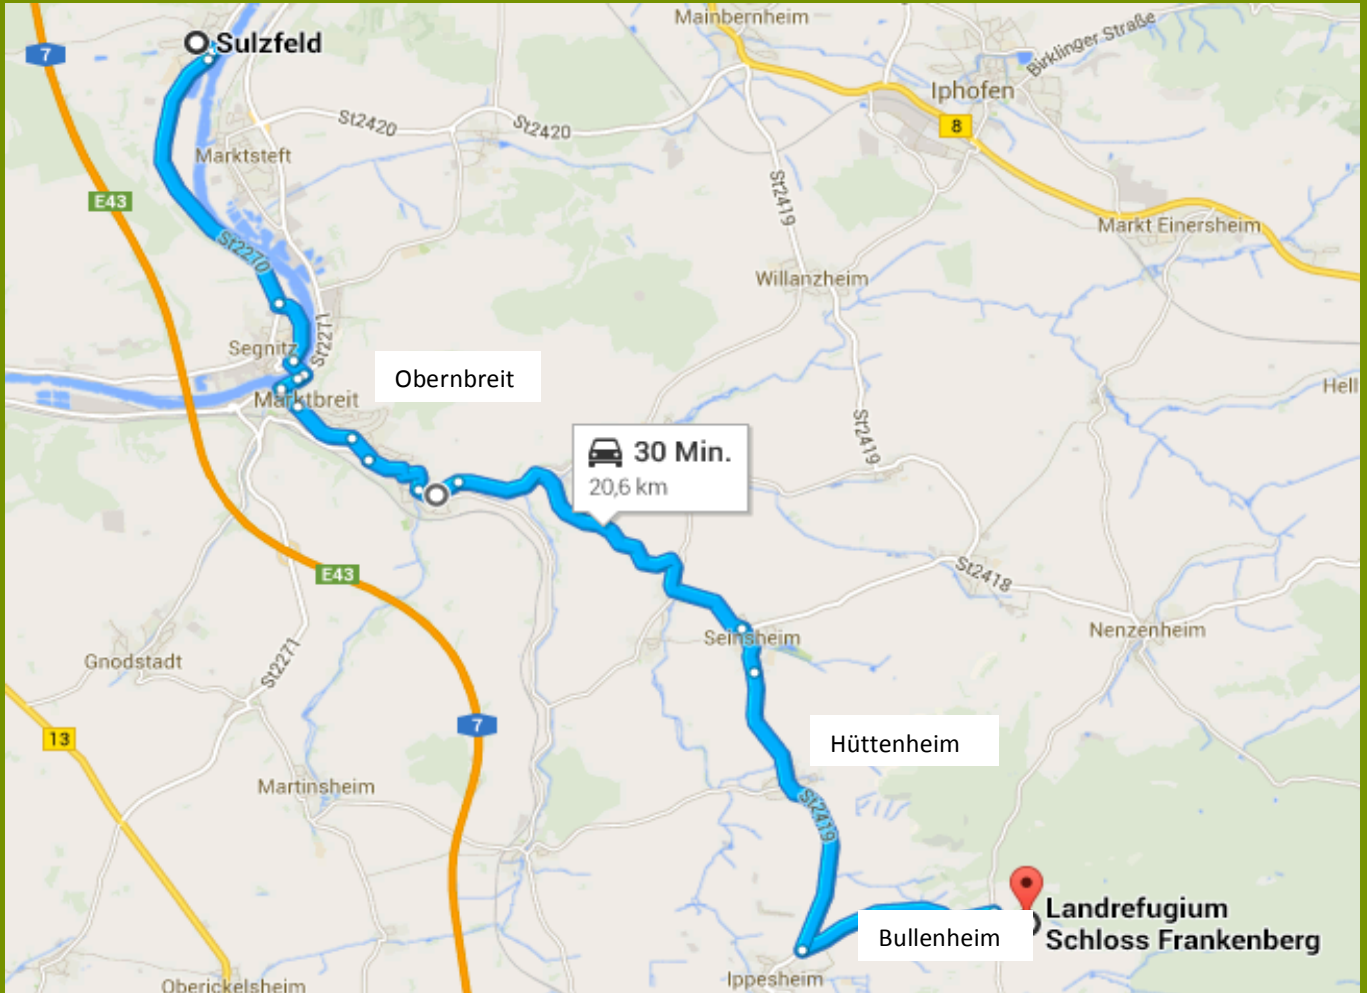 Mainbernheim
Birklinger Straße
7
Sulzfeld
Iphofen
8
St2420
St2420
Marktsteft
St2419
E43
Markt Einersheim
St2270
Willanzheim
St2271
Segnitz
Obernbreit
Hell
Marktbreit
St2419
30 Min.
20,6 km
E43
St2418
Seinsheim
Nenzenheim
Gnodstadt
St2271
7
13
Hüttenheim
Martinsheim
St2419
Landrefugium
Schloss Frankenberg
Bullenheim
Ippesheim
Oberickelsheim